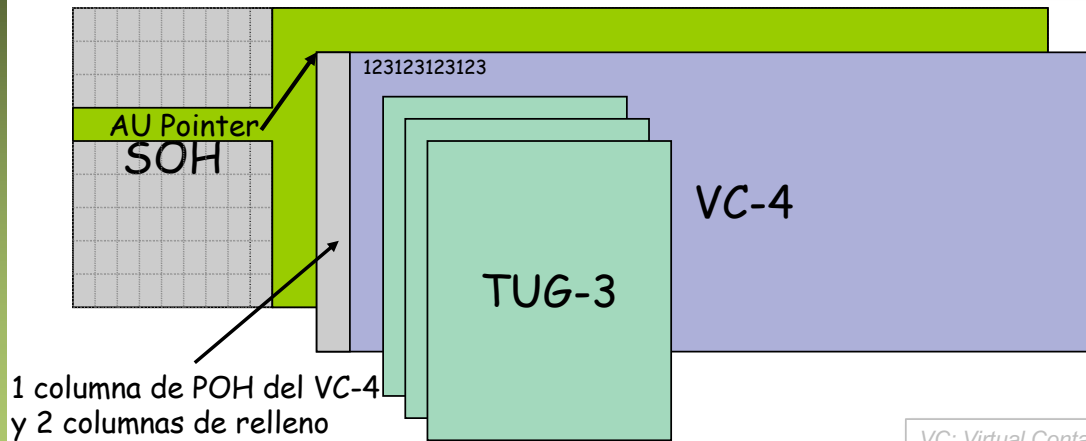 123123123123
AU Pointer
SOH
VC-4
TUG-3
1 columna de POH del VC-4
y 2 columnas de relleno
VC: Virtual Conta